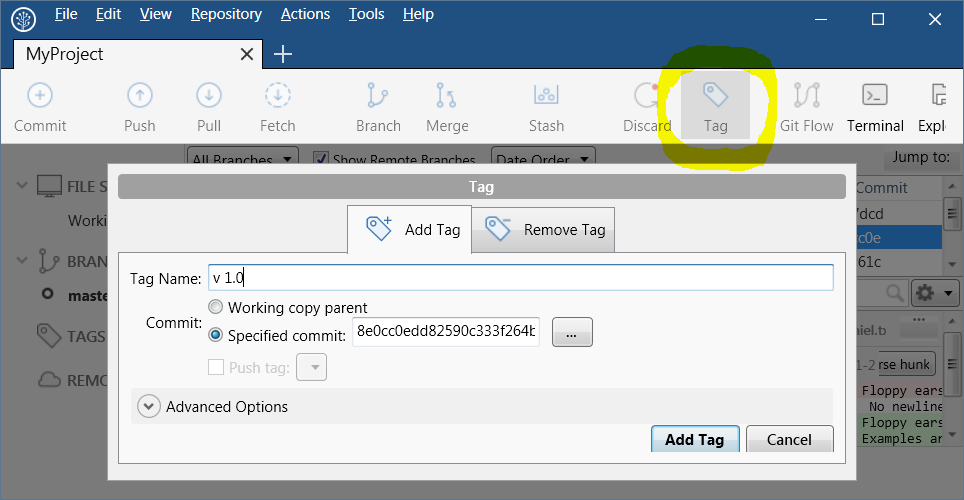 File Edit View Repository Actions Tools Help
MyProject
Commit Push Pull Fetch Branch Merge Stash Discard Tag Git Flow Terminal
All Branches Show Remote Branches Date Order Jump to:
Tag
FILE S
Commit
Add Tag Remove Tag
7dcd
Worki
cc0e
BRAN
61c
Tag Name: v 1.0
maste
Working copy parent
Commit:
Specified commit: 8e0cc0edd82590c333f264b ...
TAGS
niel.b ...
Push tag:
1-2 rse hunk
REMO
Floppy ears
Advanced Options
No newline
Floppy ears
Add Tag Cancel
Examples ar